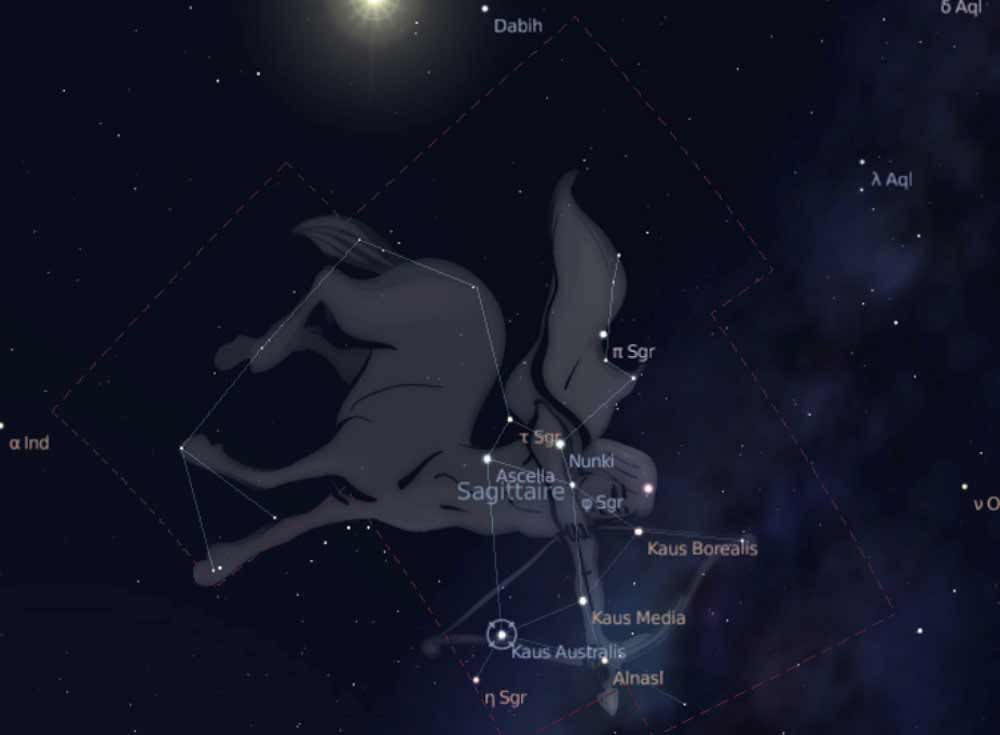 δ Aql
Dabih
λ Aql
π Sgr
α Ind
τ Sgr
Nunki
Ascella
Sagittaire
φ Sgr
ν O
Kaus Borealis
Kaus Media
Kaus Australis
Alnasl
η Sgr